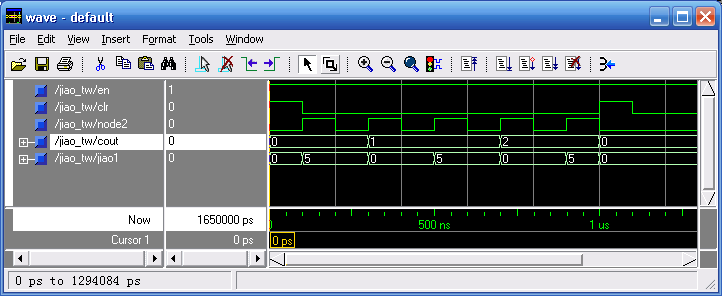 wave - default
File Edit View Insert Format Tools Window
/jiao_tw/en 1
/jiao_tw/clr 0
/jiao_tw/node2 0
/jiao_tw/cout 0 0 1 2 0
/jiao_tw/jiao1 0 0 5 0 5 0 5 0
Now 1650000 ps 500 ns 1 us
Cursor 1 0 ps 0 ps
0 ps to 1294084 ps